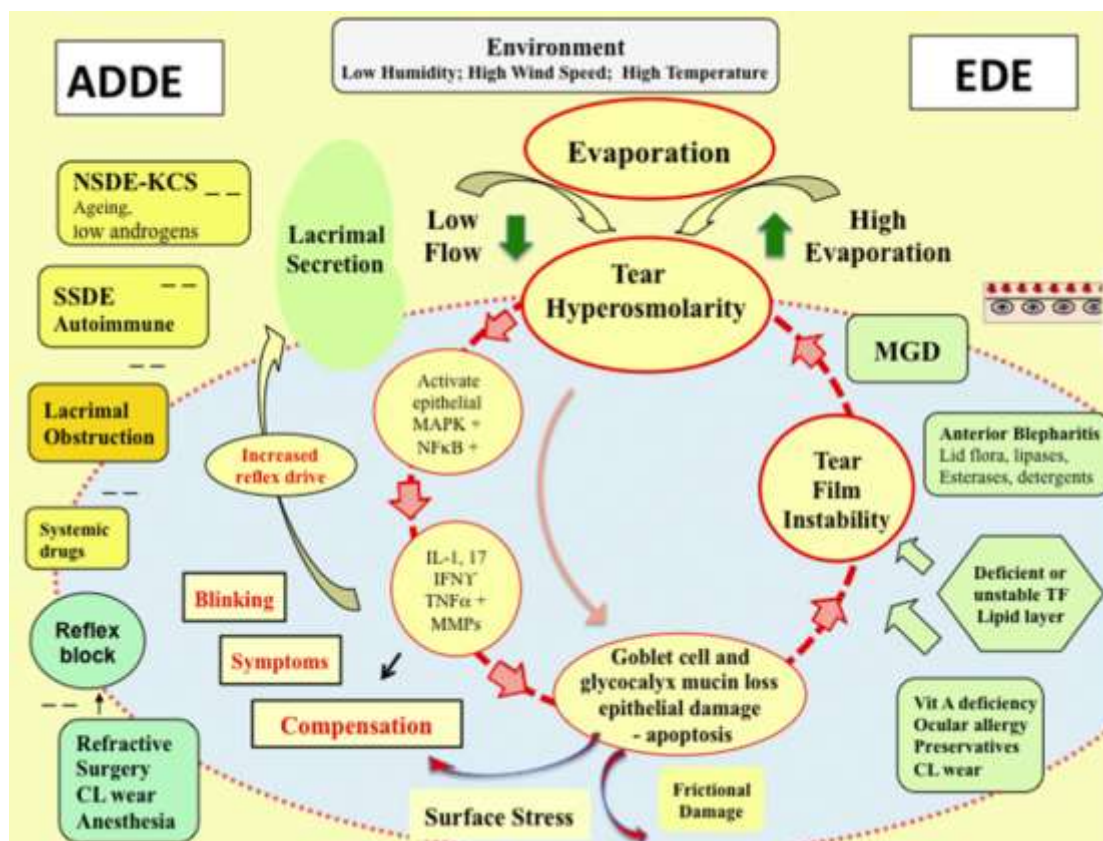 ADDE
Environment
Low Humidity; High Wind Speed; High Temperature
EDE
Evaporation
NSDE-KCS
Ageing,
low androgens
Lacrimal
Secretion
Low
Flow
High
Evaporation
Tear
Hyperosmolarity
SSDE
Autoimmune
MGD
Activate
epithelial
MAPK +
NFκB +
Lacrimal
Obstruction
Increased
reflex drive
Tear
Film
Instability
Anterior Blepharitis
Lid flora, lipases,
Esterases, detergents
Systemic
drugs
IL-1, 17
IFNϒ
TNFα +
MMPs
Blinking
Deficient or
unstable TF
Lipid layer
Reflex
block
Symptoms
Goblet cell and
glycocalyx mucin loss
epithelial damage
- apoptosis
Compensation
Vit A deficiency
Ocular allergy
Preservatives
CL wear
Refractive
Surgery
CL wear
Anesthesia
Surface Stress
Frictional
Damage